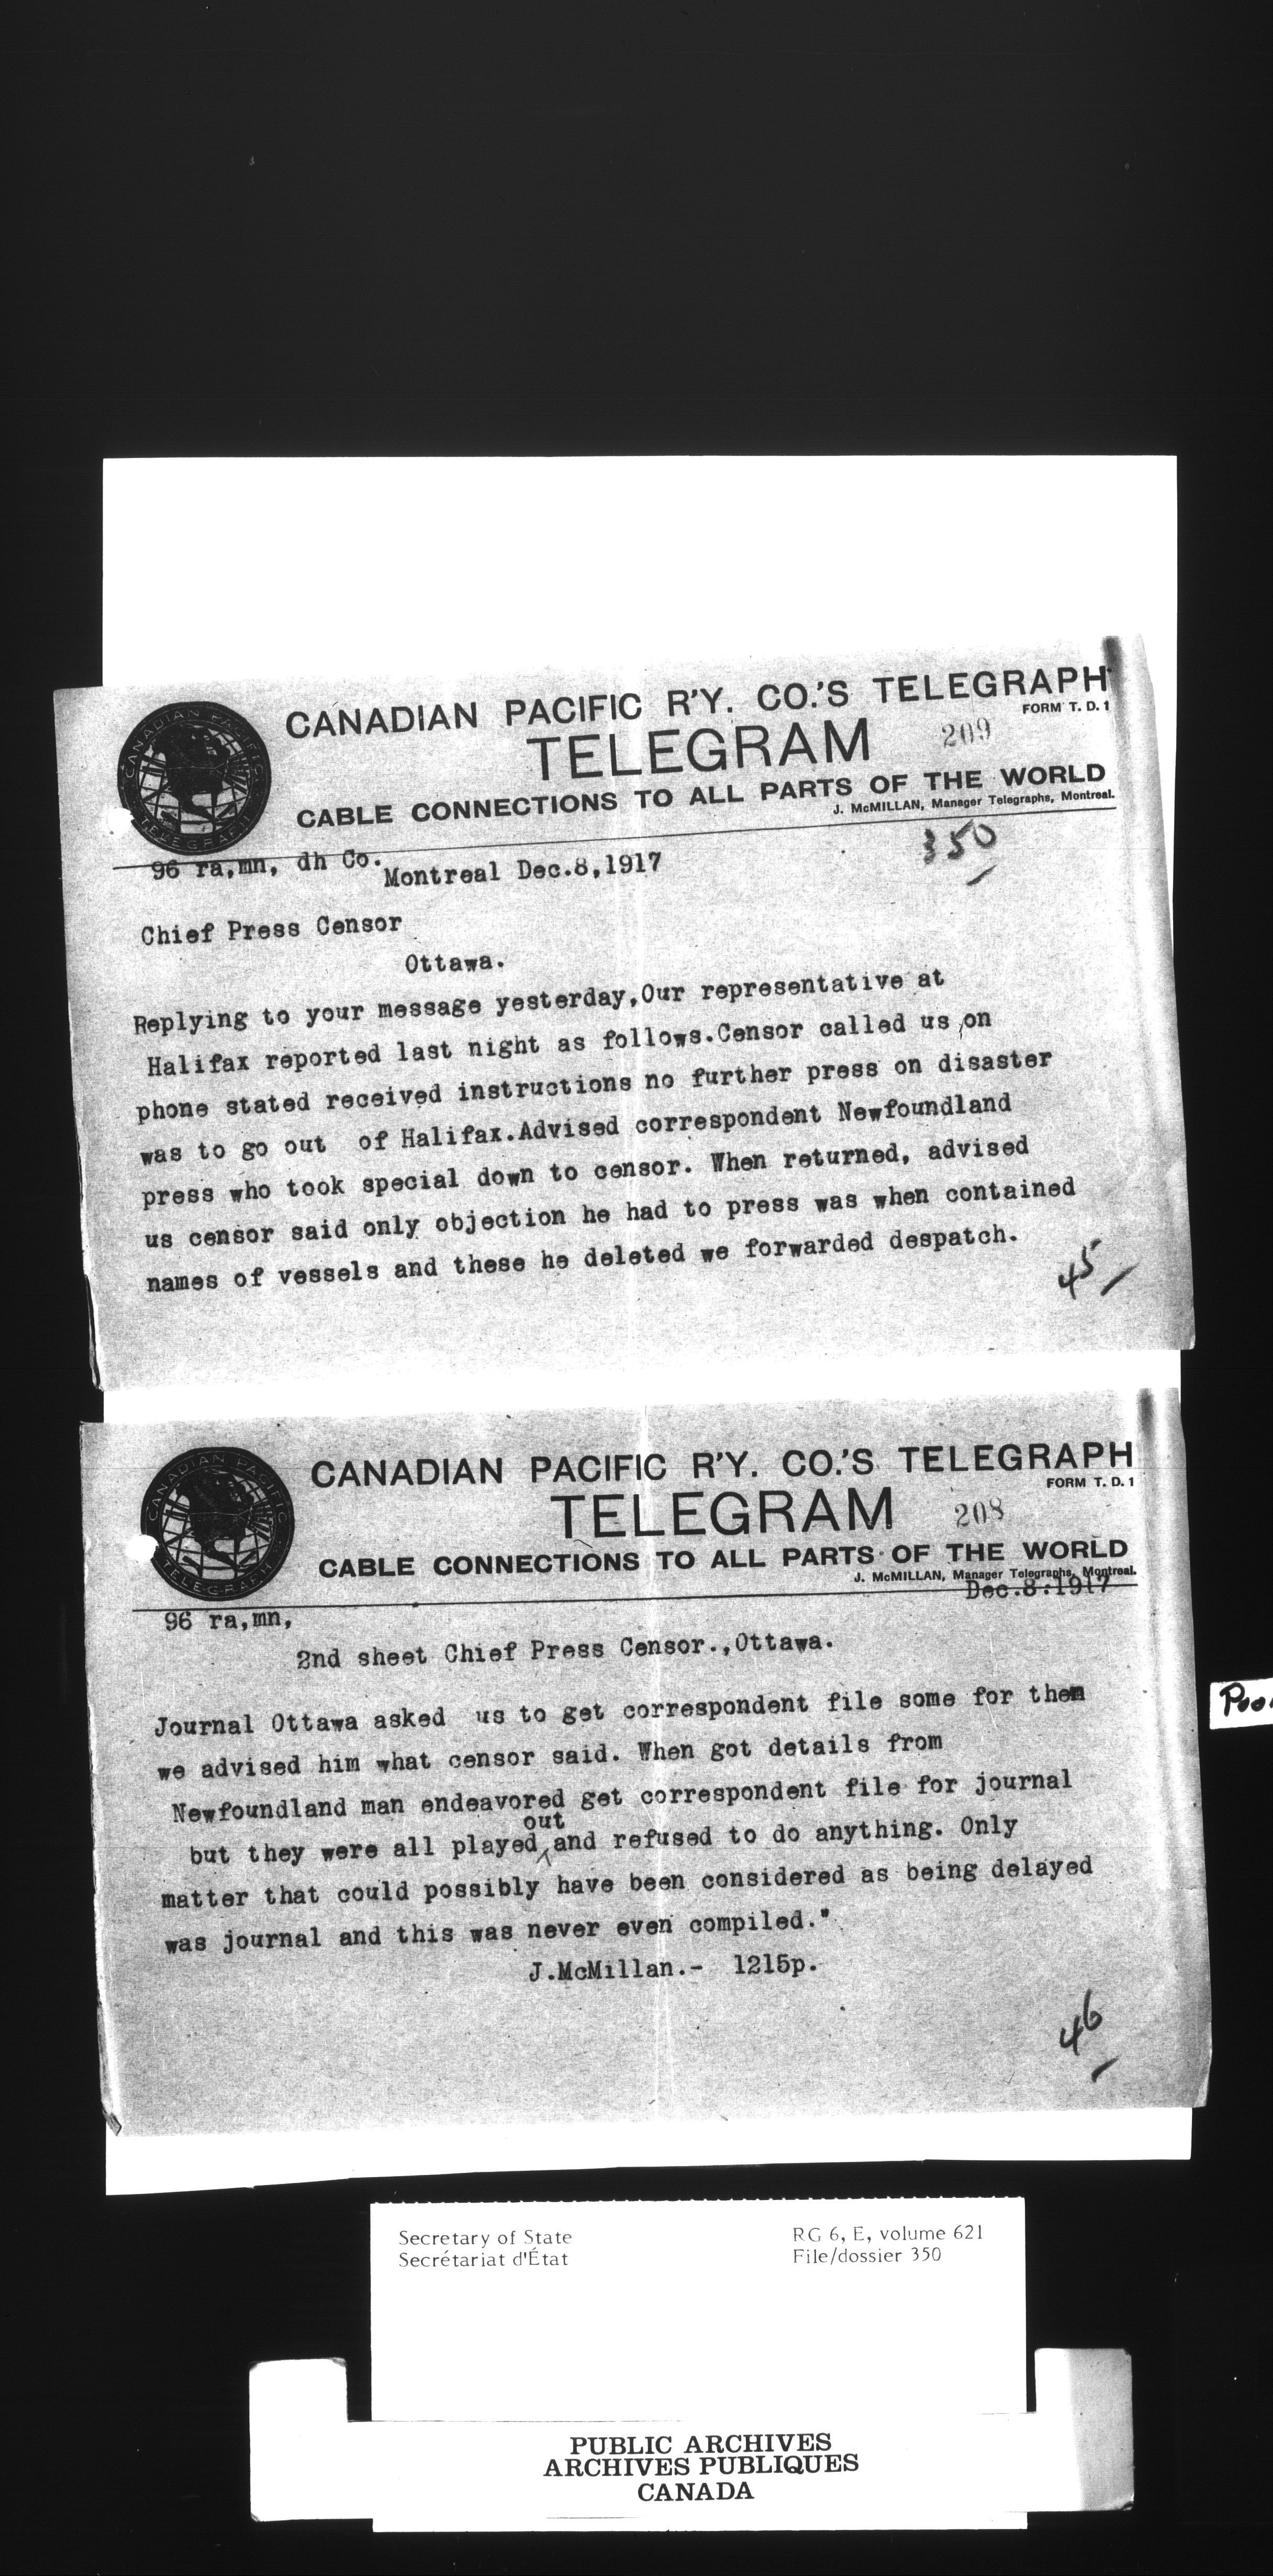 CANADIAN PACIFIC R'Y. CO.'S TELEGRAPH
FORM T. D. 1
TELEGRAM 209
CABLE CONNECTIONS TO ALL PARTS OF THE WORLD
J. McMILLAN, Manager Telegraphs, Montreal.
CANADIAN PACIFIC
TELEGRAPH
350
96 ra,mn, dh Co. Montreal Dec.8,1917
Chief Press Censor
Ottawa.
Replying to your message yesterday,Our representative at
Halifax reported last night as follows.Censor called us on
phone stated received instructions no further press on disaster
was to go out of Halifax.Advised correspondent Newfoundland
press who took special down to censor. When returned, advised
us censor said only objection he had to press was when contained
names of vessels and these he deleted we forwarded despatch.
45
CANADIAN PACIFIC R'Y. CO.'S TELEGRAPH
FORM T. D. 1
TELEGRAM 208
CABLE CONNECTIONS TO ALL PARTS OF THE WORLD
J. McMILLAN, Manager Telegraphs, Montreal.
CANADIAN PACIFIC
TELEGRAPH
Dec.8:1917
96 ra,mn,
2nd sheet Chief Press Censor.,Ottawa.
Journal Ottawa asked us to get correspondent file some for them
we advised him what censor said. When got details from
Newfoundland man endeavored get correspondent file for journal
out
but they were all played and refused to do anything. Only
matter that could possibly have been considered as being delayed
was journal and this was never even compiled."
J.McMillan.- 1215p.
46
Secretary of State
Secrétariat d'État
RG 6, E, volume 621
File/dossier 350
PUBLIC ARCHIVES
ARCHIVES PUBLIQUES
CANADA